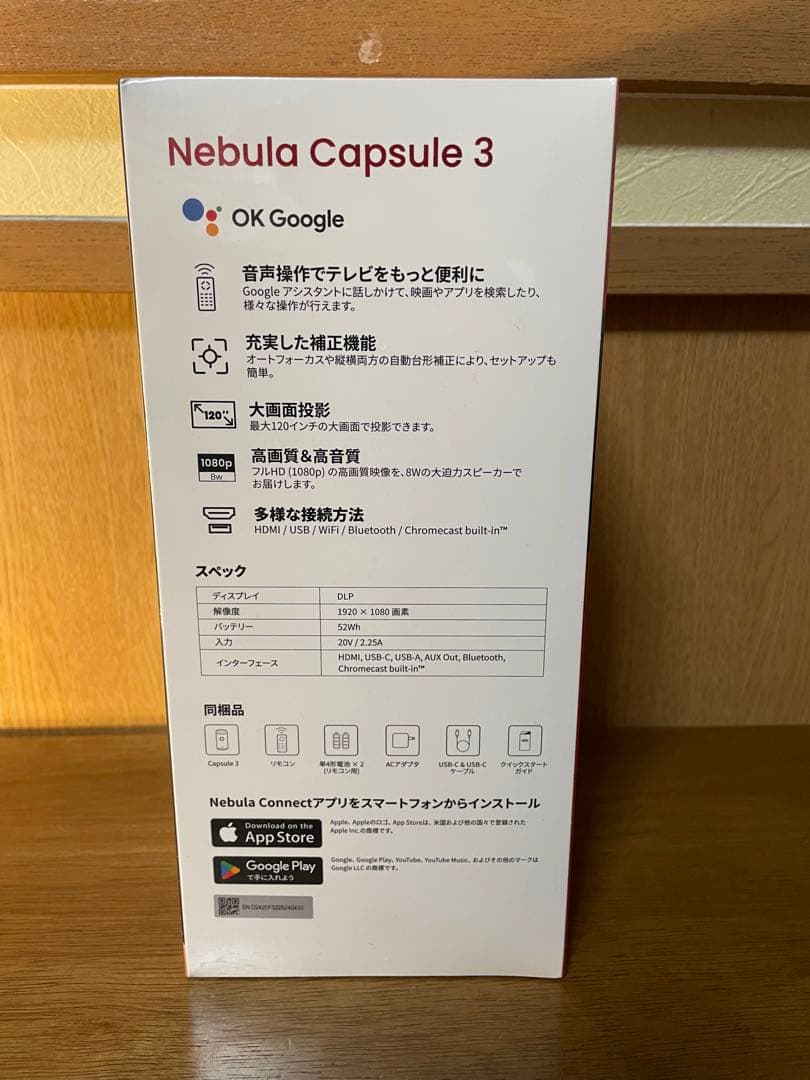 Nebula Capsule 3
OK Google
音声操作でテレビをもっと便利に
Google アシスタントに話しかけて、映画やアプリを検索したり、
様々な操作が行えます。
充実した補正機能
オートフォーカスや縦横両方の自動台形補正により、セットアップも
簡単。
120"
大画面投影
最大120インチの大画面で投影できます。
1080p
8w
高画質&高音質
フルHD (1080p) の高画質映像を、8Wの大迫力スピーカーで
お届けします。
多様な接続方法
HDMI / USB / WiFi / Bluetooth / Chromecast built-in™
スペック
ディスプレイ DLP
解像度 1920 × 1080 画素
バッテリー 52Wh
入力 20V / 2.25A
インターフェース HDMI, USB-C, USB-A, AUX Out, Bluetooth,
Chromecast built-in™
同梱品
Capsule 3
リモコン
単4形電池 × 2
(リモコン用)
ACアダプタ
USB-C & USB-C
ケーブル
クイックスタート
ガイド
Nebula Connectアプリをスマートフォンからインストール
Download on the
App Store
Apple、Appleのロゴ、App Storeは、米国および他の国々で登録された
Apple Inc.の商標です。
Google Play
で手に入れよう
Google、Google Play、YouTube、YouTube Music、およびその他のマークは
Google LLC の商標です。